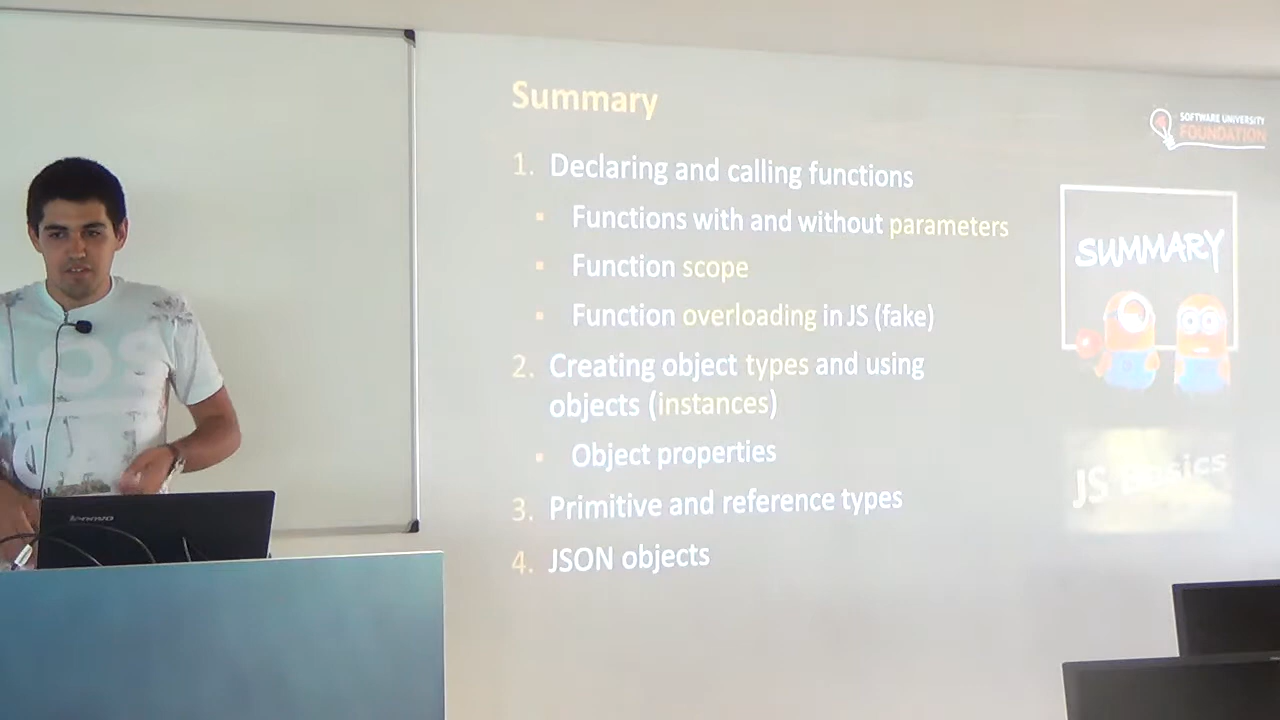 Summary
SOFTWARE UNIVERSITY
FOUNDATION
1. Declaring and calling functions
▪ Functions with and without parameters
▪ Function scope
▪ Function overloading in JS (fake)
2. Creating object types and using
objects (instances)
▪ Object properties
3. Primitive and reference types
4. JSON objects
SUMMARY
JS Basics
lenovo